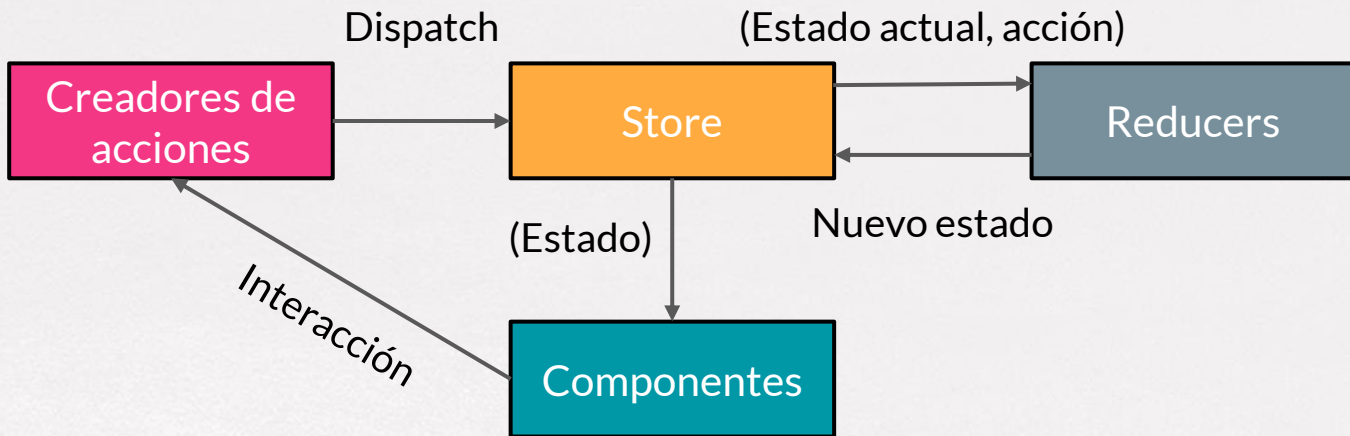 Dispatch
(Estado actual, acción)
Creadores de
acciones
Store
Reducers
(Estado)
Nuevo estado
Interacción
Componentes